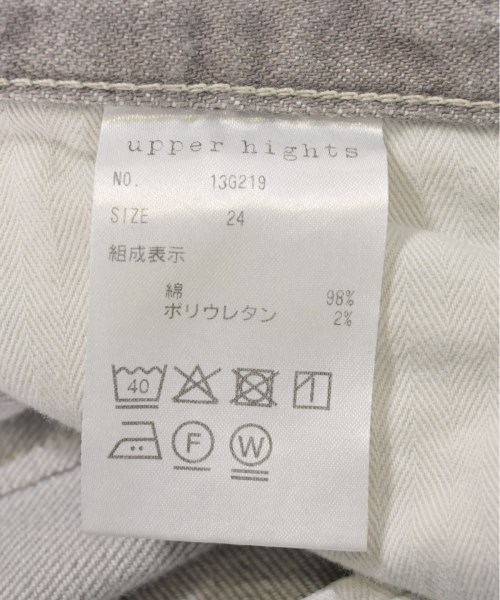 upper hights
NO. 13G219
SIZE 24
組成表示
綿 98%
ポリウレタン 2%
40
F W